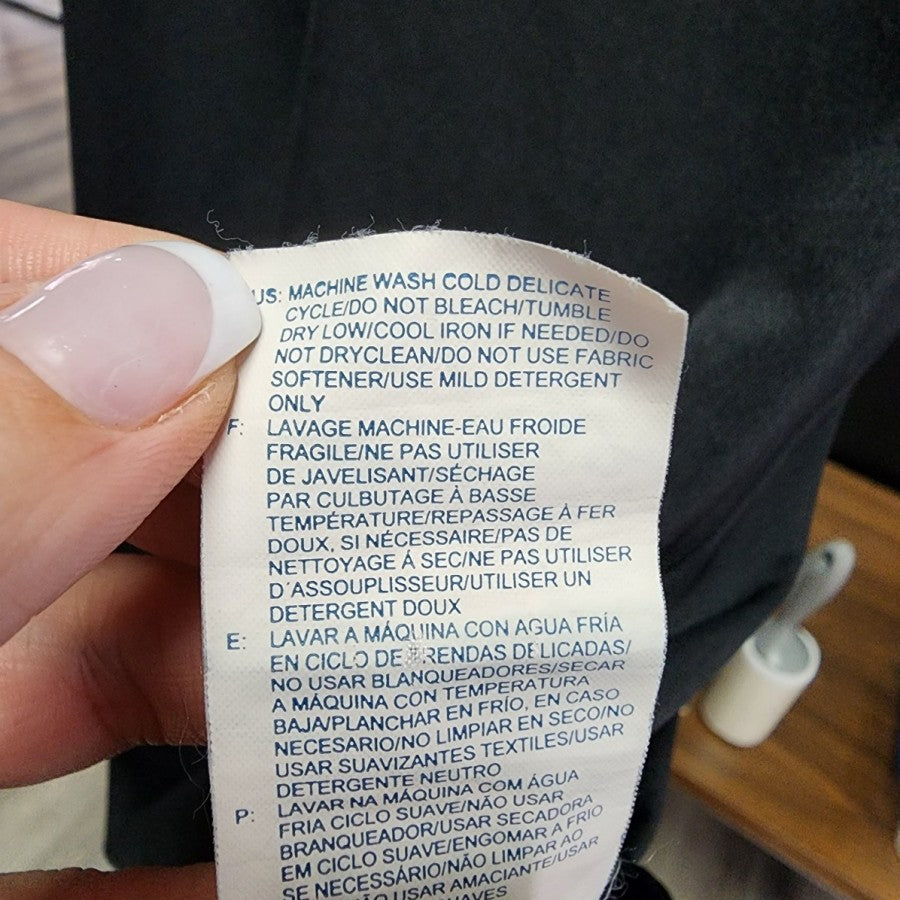 US: MACHINE WASH COLD DELICATE
CYCLE/DO NOT BLEACH/TUMBLE
DRY LOW/COOL IRON IF NEEDED/DO
NOT DRYCLEAN/DO NOT USE FABRIC
SOFTENER/USE MILD DETERGENT
ONLY
F: LAVAGE MACHINE-EAU FROIDE
FRAGILE/NE PAS UTILISER
DE JAVELISANT/SÉCHAGE
PAR CULBUTAGE À BASSE
TEMPÉRATURE/REPASSAGE À FER
DOUX, SI NÉCESSAIRE/PAS DE
NETTOYAGE Á SEC/NE PAS UTILISER
D´ASSOUPLISSEUR/UTILISER UN
DETERGENT DOUX
E: LAVAR A MÁQUINA CON AGUA FRÍA
EN CICLO DE PRENDAS DELICADAS/
NO USAR BLANQUEADORES/SECAR
A MÁQUINA CON TEMPERATURA
BAJA/PLANCHAR EN FRÍO, EN CASO
NECESARIO/NO LIMPIAR EN SECO/NO
USAR SUAVIZANTES TEXTILES/USAR
DETERGENTE NEUTRO
P: LAVAR NA MÁQUINA COM ÁGUA
FRIA CICLO SUAVE/NÃO USAR
BRANQUEADOR/USAR SECADORA
EM CICLO SUAVE/ENGOMAR A FRIO
SE NECESSÁRIO/NÃO LIMPAR AO
USAR AMACIANTE/USAR